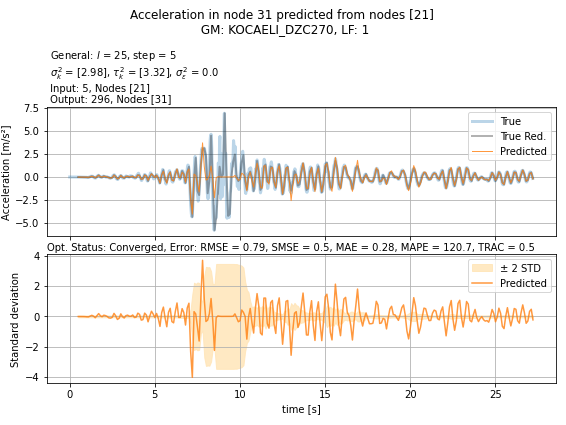 Acceleration in node 31 predicted from nodes [21]
GM: KOCAELI_DZC270, LF: 1
General: l = 25, step = 5
σ²ₖ = [2.98], τ²ₖ = [3.32], σ²ε = 0.0
Input: 5, Nodes [21]
Output: 296, Nodes [31]
7.5
5.0
2.5
0.0
−2.5
−5.0
Acceleration [m/s²]
True
True Red.
Predicted
Opt. Status: Converged, Error: RMSE = 0.79, SMSE = 0.5, MAE = 0.28, MAPE = 120.7, TRAC = 0.5
4
2
0
−2
−4
Standard deviation
± 2 STD
Predicted
0 5 10 15 20 25
time [s]